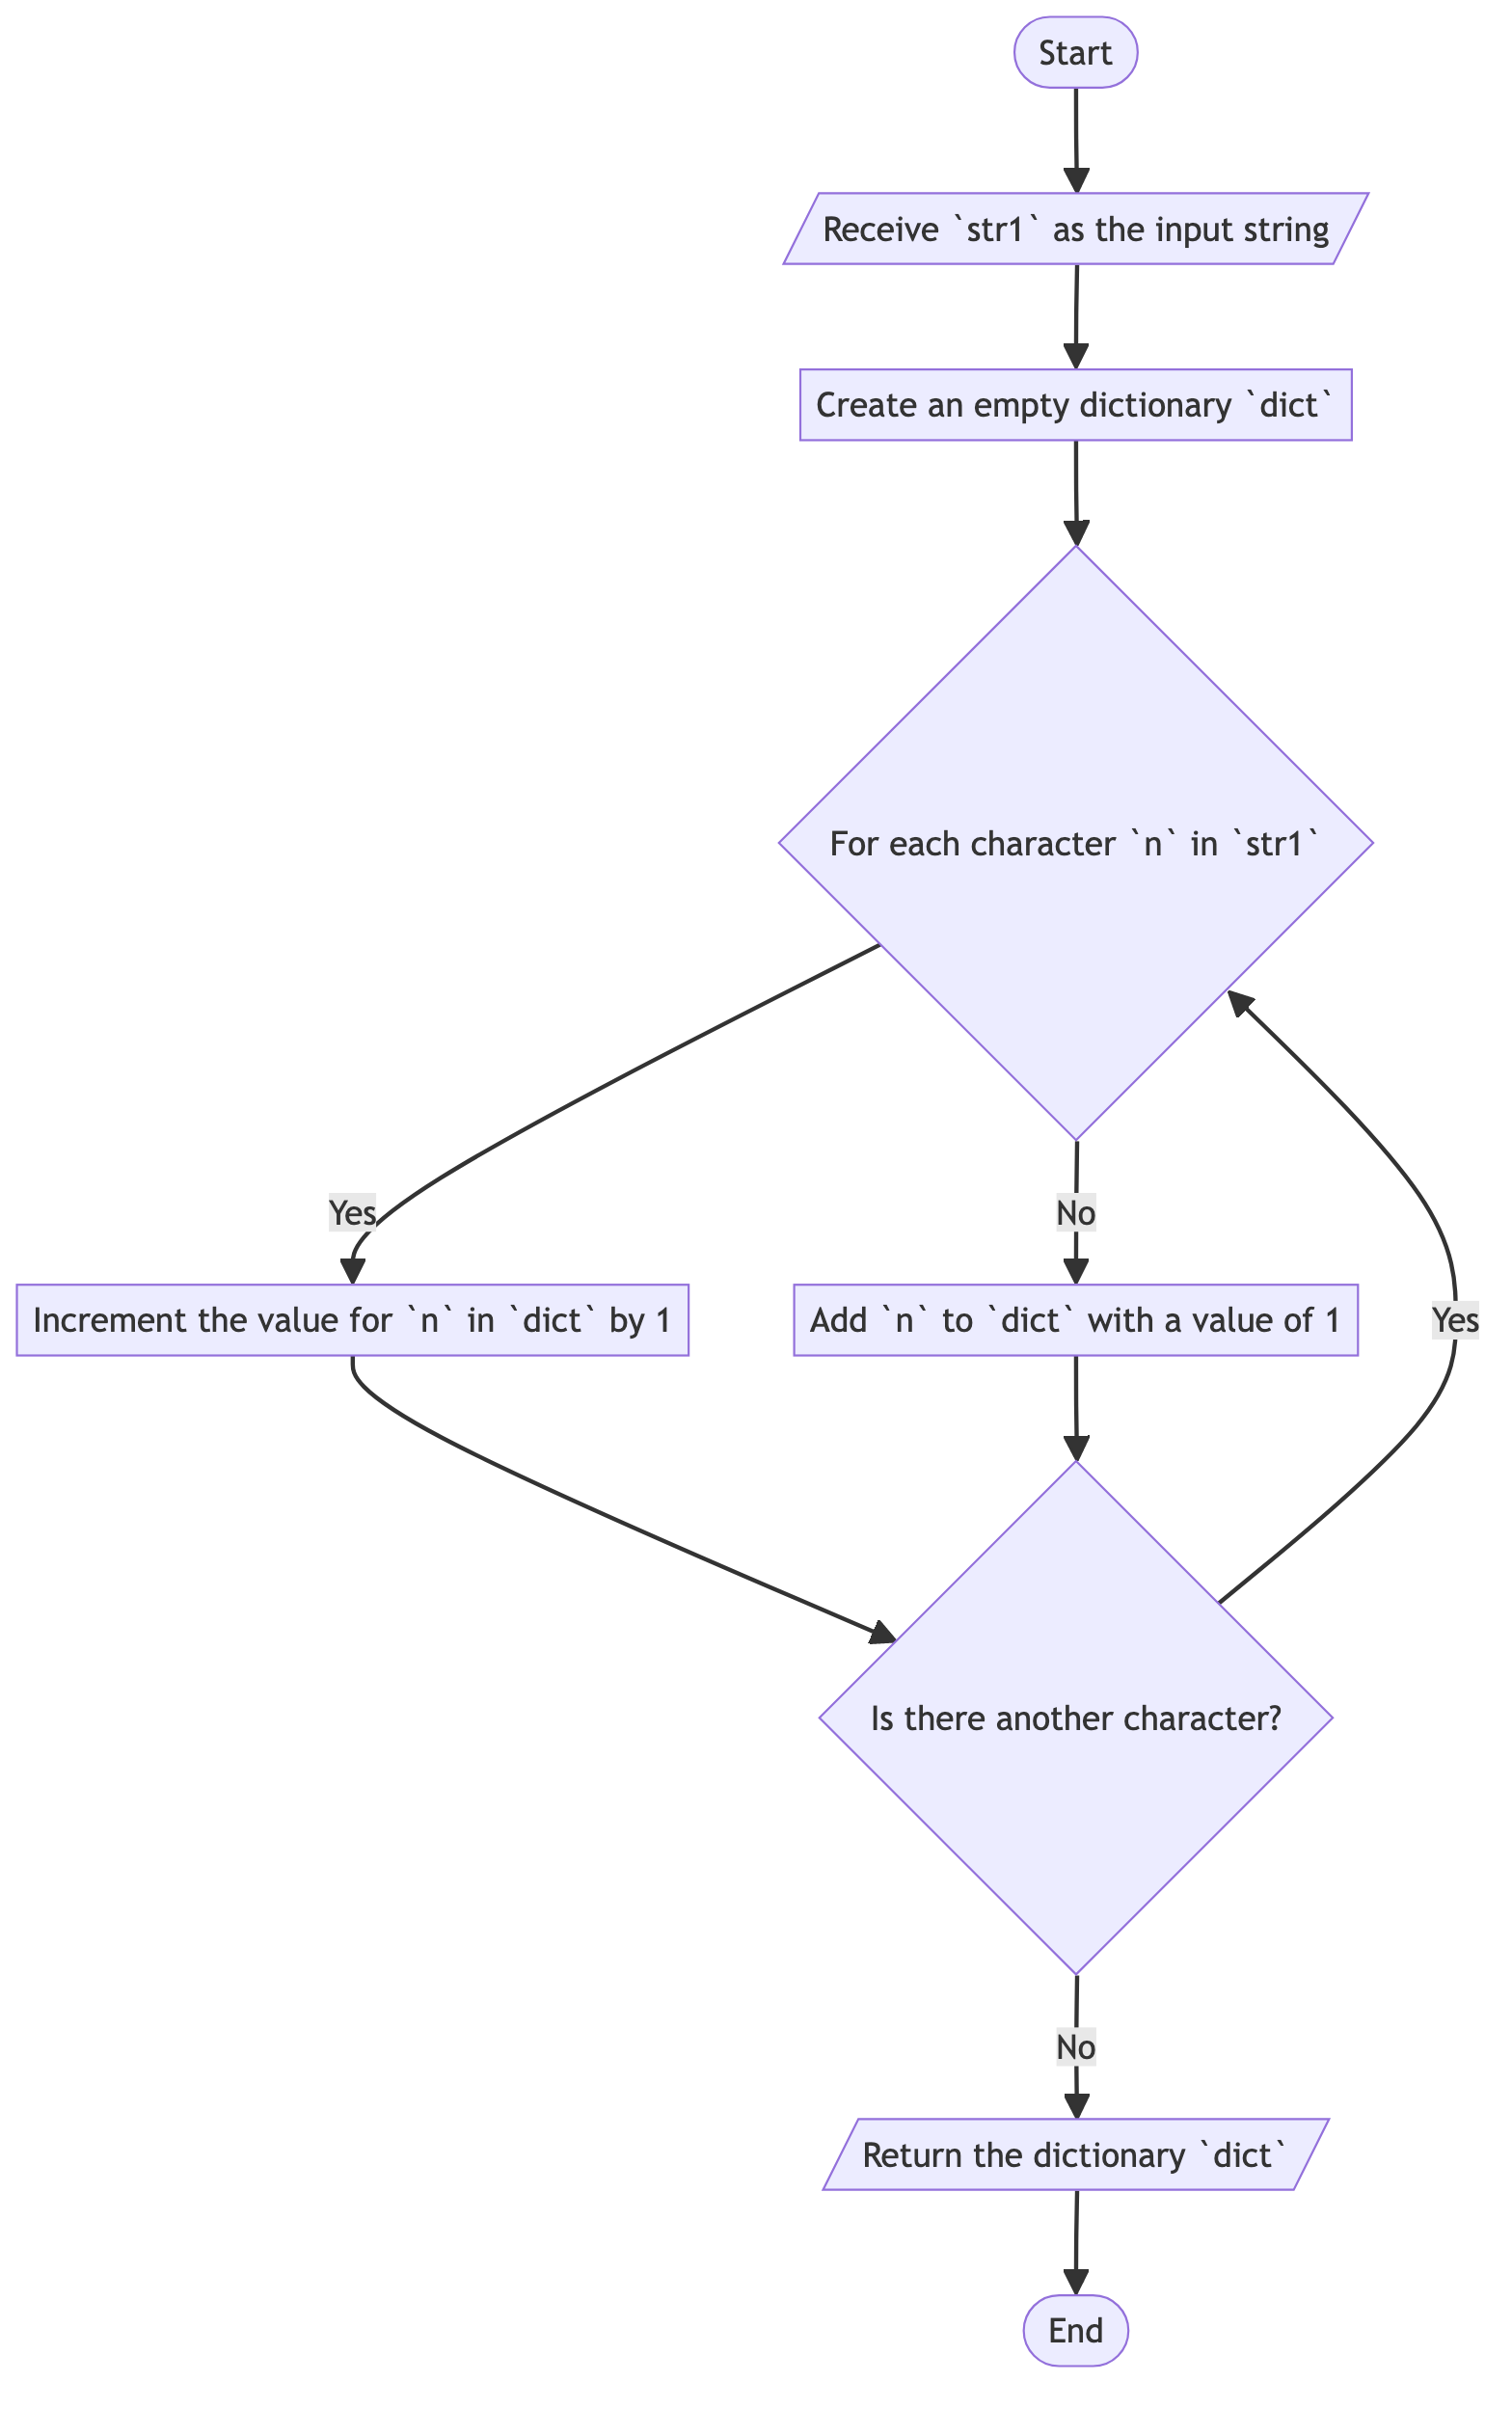 Start
Receive `str1` as the input string
Create an empty dictionary `dict`
For each character `n` in `str1`
Yes
No
Increment the value for `n` in `dict` by 1
Add `n` to `dict` with a value of 1
Yes
Is there another character?
No
Return the dictionary `dict`
End